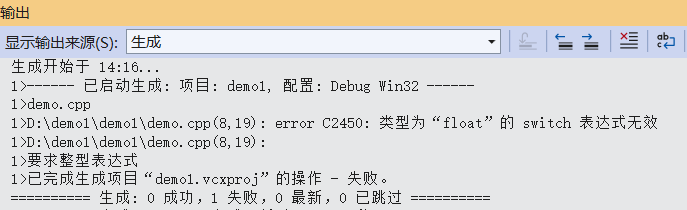 输出
显示输出来源(S): 生成
生成开始于 14:16...
1>------ 已启动生成: 项目: demo1, 配置: Debug Win32 ------
1>demo.cpp
1>D:\demo1\demo1\demo.cpp(8,19): error C2450: 类型为“float”的 switch 表达式无效
1>D:\demo1\demo1\demo.cpp(8,19):
1>要求整型表达式
1>已完成生成项目“demo1.vcxproj”的操作 - 失败。
========== 生成: 0 成功，1 失败，0 最新，0 已跳过 ==========